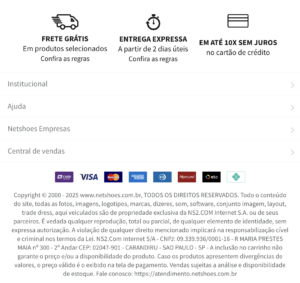 FRETE GRÁTIS
Em produtos selecionados
Confira as regras
ENTREGA EXPRESSA
A partir de 2 dias úteis
Confira as regras
EM ATÉ 10X SEM JUROS
no cartão de crédito
Institucional
Ajuda
Netshoes Empresas
Central de vendas
VISA
elo
Copyright © 2000 - 2025 www.netshoes.com.br, TODOS OS DIREITOS RESERVADOS. Todo o conteúdo
do site, todas as fotos, imagens, logotipos, marcas, dizeres, som, software, conjunto imagem, layout,
trade dress, aqui veiculados são de propriedade exclusiva da NS2.COM Internet S.A. ou de seus
parceiros. É vedada qualquer reprodução, total ou parcial, de qualquer elemento de identidade, sem
expressa autorização. A violação de qualquer direito mencionado implicará na responsabilização cível
e criminal nos termos da Lei. NS2.Com Internet S/A - CNPJ: 09.339.936/0001-16 - R MARIA PRESTES
MAIA nº 300 - 2º Andar CEP: 02047-901 - CARANDIRU - SAO PAULO - SP - A inclusão no carrinho não
garante o preço e/ou a disponibilidade do produto. Caso os produtos apresentem divergências de
valores, o preço válido é o exibido na tela de pagamento. Vendas sujeitas a análise e disponibilidade
de estoque. Fale conosco: https://atendimento.netshoes.com.br